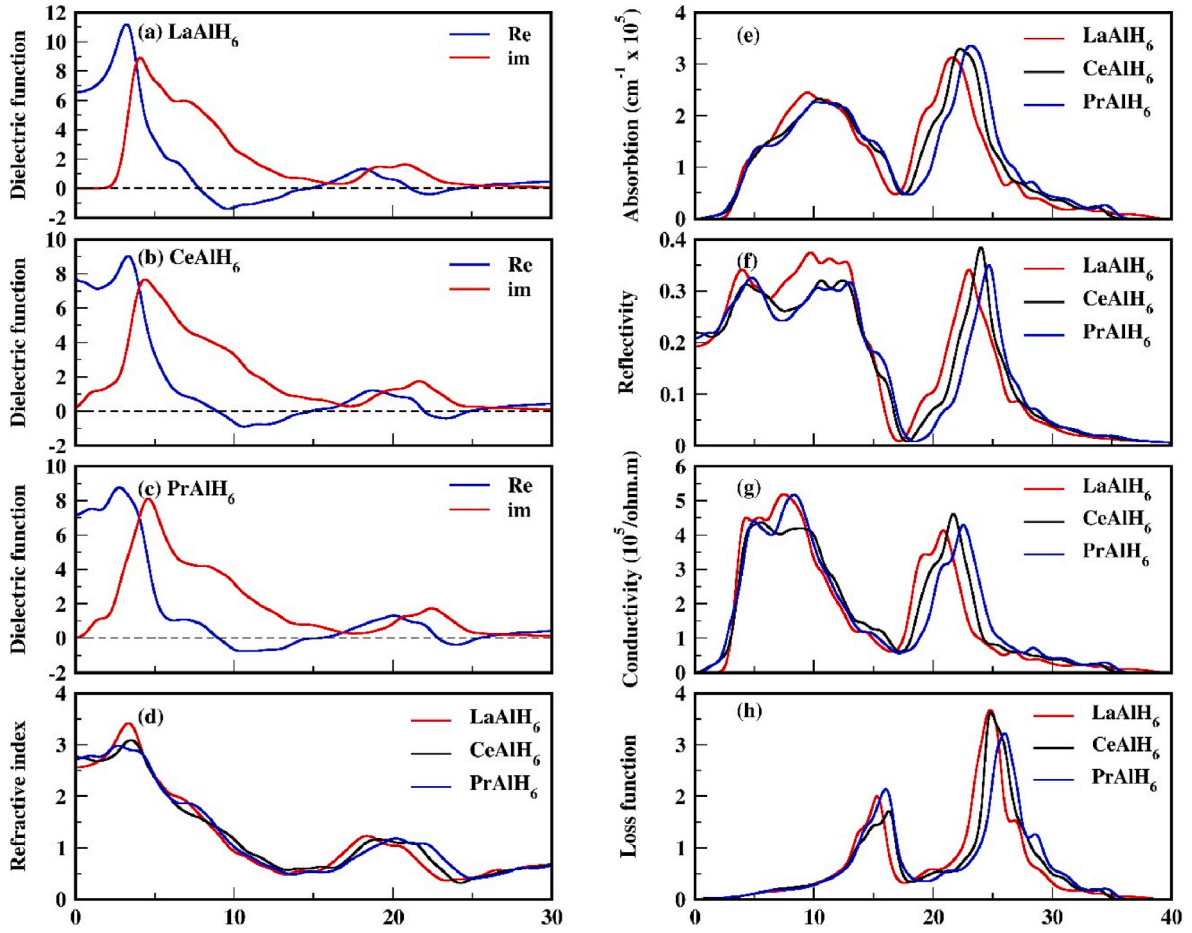 Dielectric function
12
10
8
6
4
2
0
-2
(a) LaAlH₆
Re
im
Dielectric function
10
8
6
4
2
0
-2
(b) CeAlH₆
Re
im
Dielectric function
10
8
6
4
2
0
-2
(c) PrAlH₆
Re
im
Refractive index
4
3
2
1
0
(d)
LaAlH₆
CeAlH₆
PrAlH₆
0 10 20 30
Absorbtion (cm⁻¹ x 10⁵)
4
3
2
1
0
(e)
LaAlH₆
CeAlH₆
PrAlH₆
Reflectivity
0.4
0.3
0.2
0.1
0
(f)
LaAlH₆
CeAlH₆
PrAlH₆
Conductivity (10⁵/ohm.m)
6
5
4
3
2
1
0
(g)
LaAlH₆
CeAlH₆
PrAlH₆
Loss function
4
3
2
1
0
(h)
LaAlH₆
CeAlH₆
PrAlH₆
0 10 20 30 40